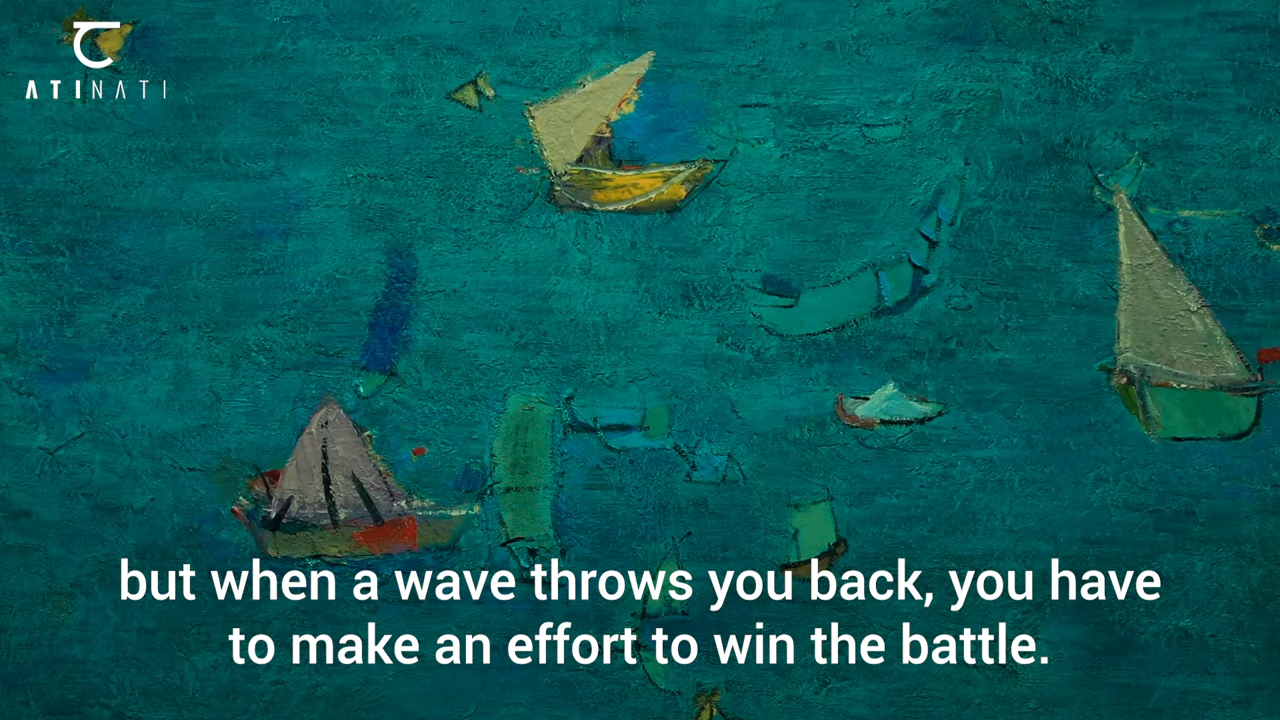 ATINATI
but when a wave throws you back, you have
to make an effort to win the battle.